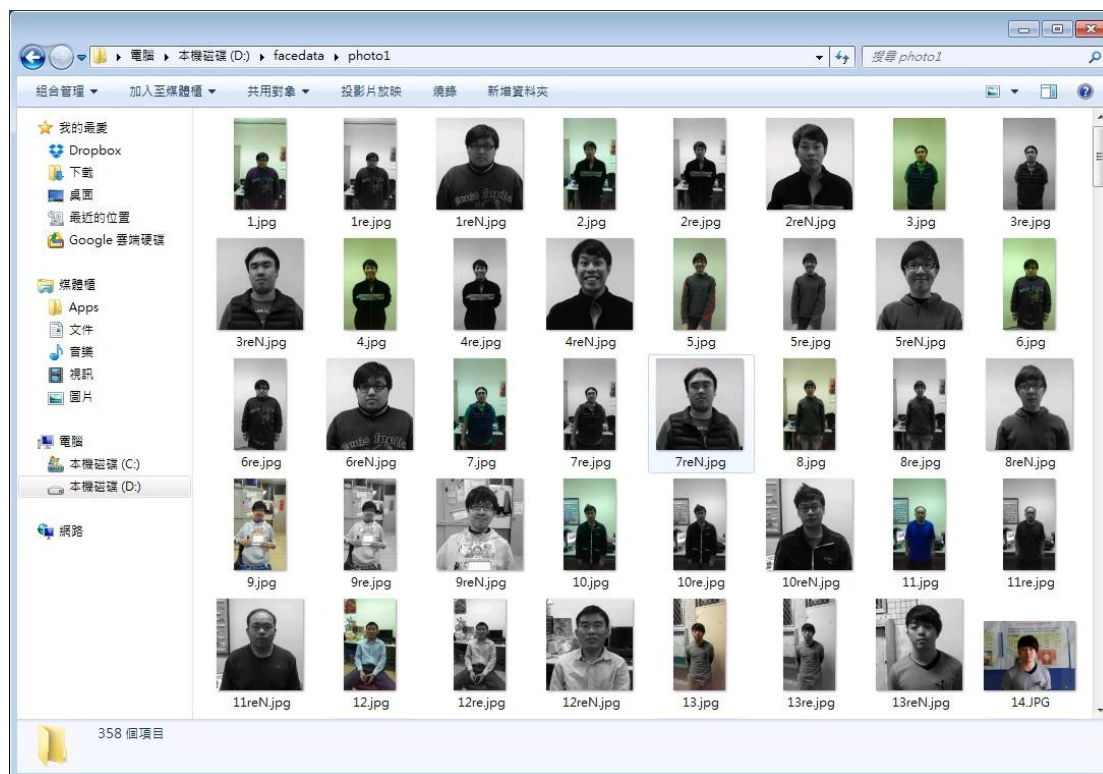 電腦 ▸ 本機磁碟 (D:) ▸ facedata ▸ photo1
搜尋 photo1
組合管理 加入至媒體櫃 共用對象 投影片放映 燒錄 新增資料夾
我的最愛
Dropbox
下載
桌面
最近的位置
Google 雲端硬碟
媒體櫃
Apps
文件
音樂
視訊
圖片
電腦
本機磁碟 (C:)
本機磁碟 (D:)
網路
1.jpg 1re.jpg 1reN.jpg 2.jpg 2re.jpg 2reN.jpg 3.jpg 3re.jpg
3reN.jpg 4.jpg 4re.jpg 4reN.jpg 5.jpg 5re.jpg 5reN.jpg 6.jpg
6re.jpg 6reN.jpg 7.jpg 7re.jpg 7reN.jpg 8.jpg 8re.jpg 8reN.jpg
9.jpg 9re.jpg 9reN.jpg 10.jpg 10re.jpg 10reN.jpg 11.jpg 11re.jpg
11reN.jpg 12.jpg 12re.jpg 12reN.jpg 13.jpg 13re.jpg 13reN.jpg 14.JPG
358 個項目